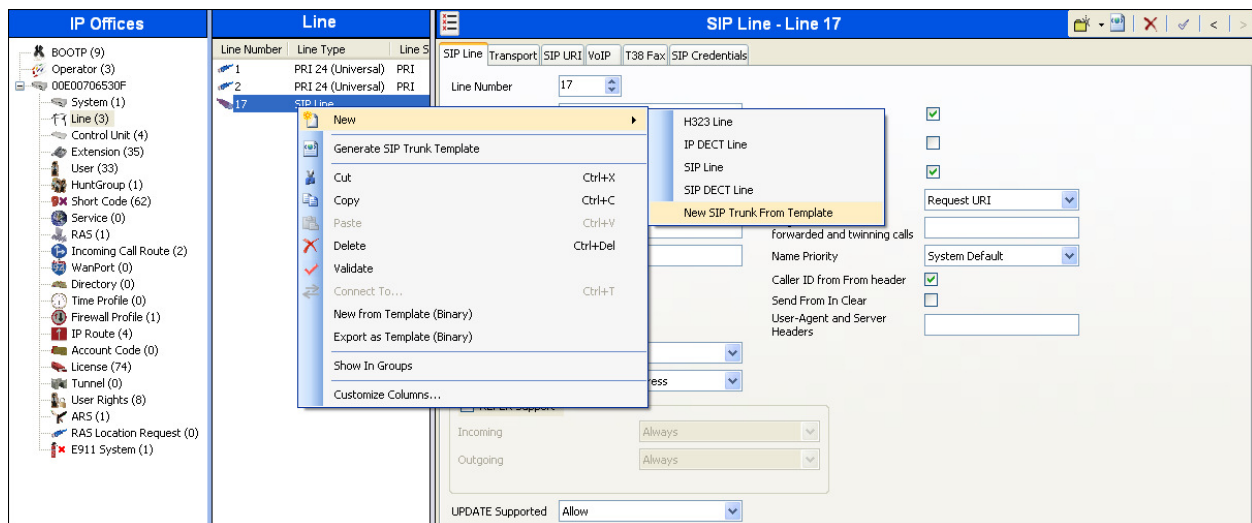 IP Offices
BOOTP (9)
Operator (3)
00E00706530F
System (1)
Line (3)
Control Unit (4)
Extension (35)
User (33)
HuntGroup (1)
Short Code (62)
Service (0)
RAS (1)
Incoming Call Route (2)
WanPort (0)
Directory (0)
Time Profile (0)
Firewall Profile (1)
IP Route (4)
Account Code (0)
License (74)
Tunnel (0)
User Rights (8)
ARS (1)
RAS Location Request (0)
E911 System (1)
Line
Line Number Line Type Line S
1 PRI 24 (Universal) PRI
2 PRI 24 (Universal) PRI
17 SIP Line
New
Generate SIP Trunk Template
Cut Ctrl+X
Copy Ctrl+C
Paste Ctrl+V
Delete Ctrl+Del
Validate
Connect To... Ctrl+T
New from Template (Binary)
Export as Template (Binary)
Show In Groups
Customize Columns...
H323 Line
IP DECT Line
SIP Line
SIP DECT Line
New SIP Trunk From Template
SIP Line - Line 17
SIP Line Transport SIP URI VoIP T38 Fax SIP Credentials
Line Number 17
Request URI
forwarded and twinning calls
Name Priority System Default
Caller ID from From header
Send From In Clear
User-Agent and Server
Headers
ress
Support
Incoming Always
Outgoing Always
UPDATE Supported Allow